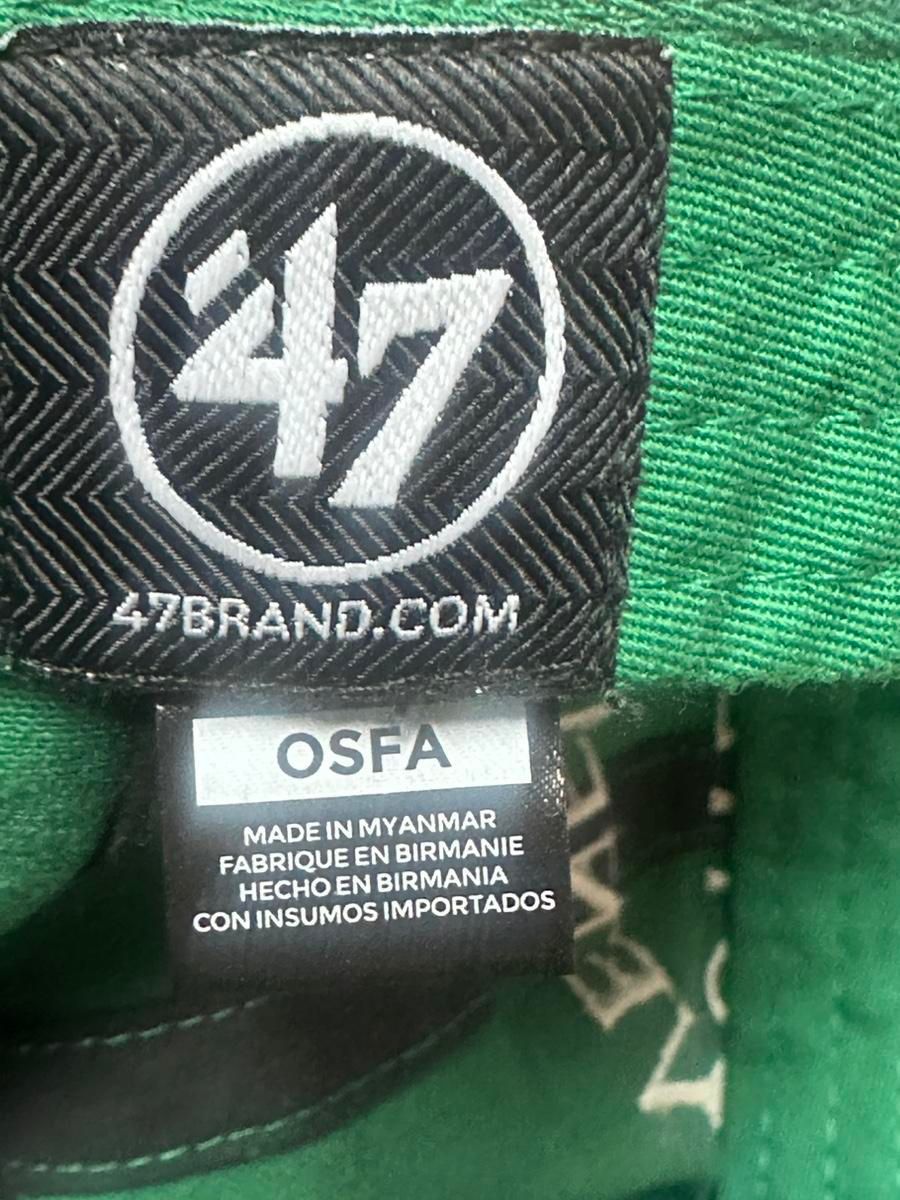 '47
47BRAND.COM
OSFA
MADE IN MYANMAR
FABRIQUE EN BIRMANIE
HECHO EN BIRMANIA
CON INSUMOS IMPORTADOS